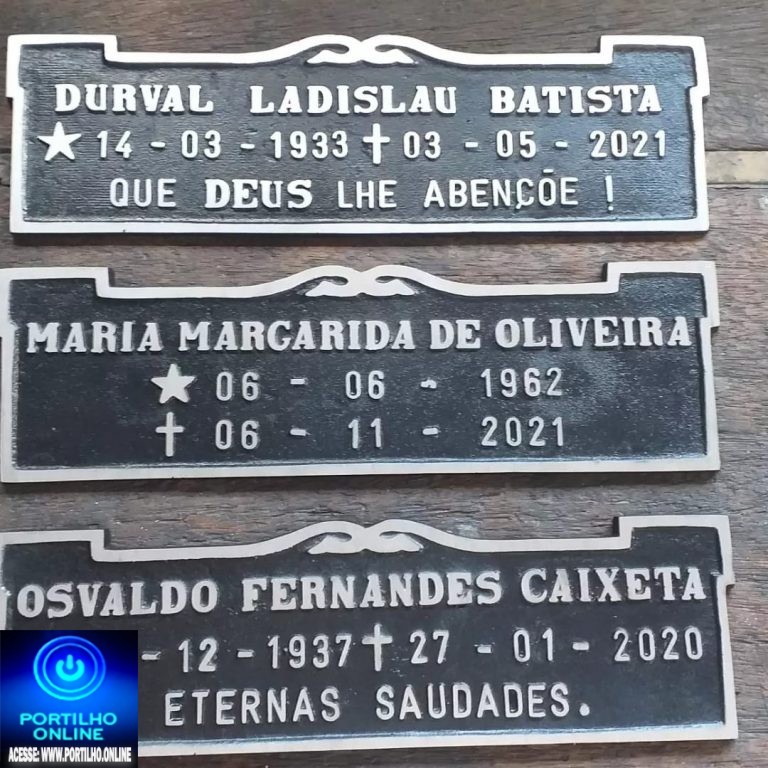 DURVAL LADISLAU BATISTA
★ 14 - 03 - 1933 ✝ 03 - 05 - 2021
QUE DEUS LHE ABENÇÕE !
MARIA MARGARIDA DE OLIVEIRA
★ 06 - 06 - 1962
✝ 06 - 11 - 2021
OSVALDO FERNANDES CAIXETA
- 12 - 1937 ✝ 27 - 01 - 2020
ETERNAS SAUDADES.
PORTILHO
ONLINE
ACESSE: WWW.PORTILHO.ONLINE